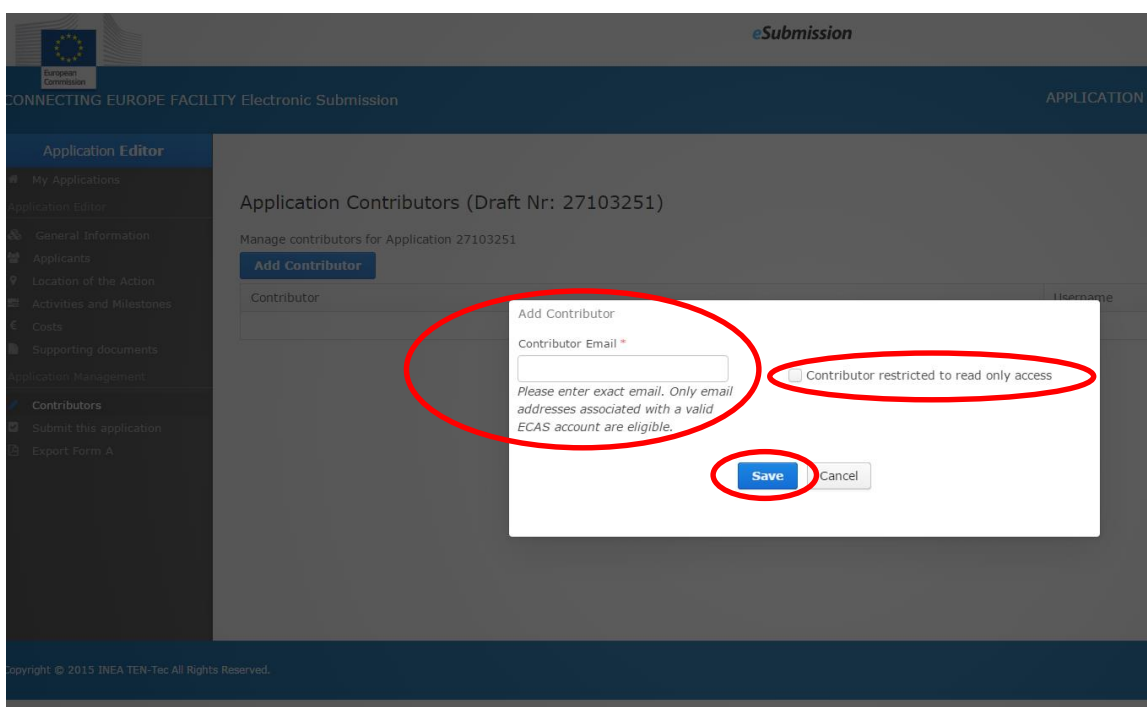 eSubmission
European
Commission
CONNECTING EUROPE FACILITY Electronic Submission
APPLICATION
Application Editor
My Applications
Application Editor
General Information
Applicants
Location of the Action
Activities and Milestones
Costs
Supporting documents
Application Management
Contributors
Submit this application
Export Form A
Application Contributors (Draft Nr: 27103251)
Manage contributors for Application 27103251
Add Contributor
Contributor
Username
Add Contributor
Contributor Email *
Please enter exact email. Only email
addresses associated with a valid
ECAS account are eligible.
Contributor restricted to read only access
Save
Cancel
Copyright © 2015 INEA TEN-Tec All Rights Reserved.